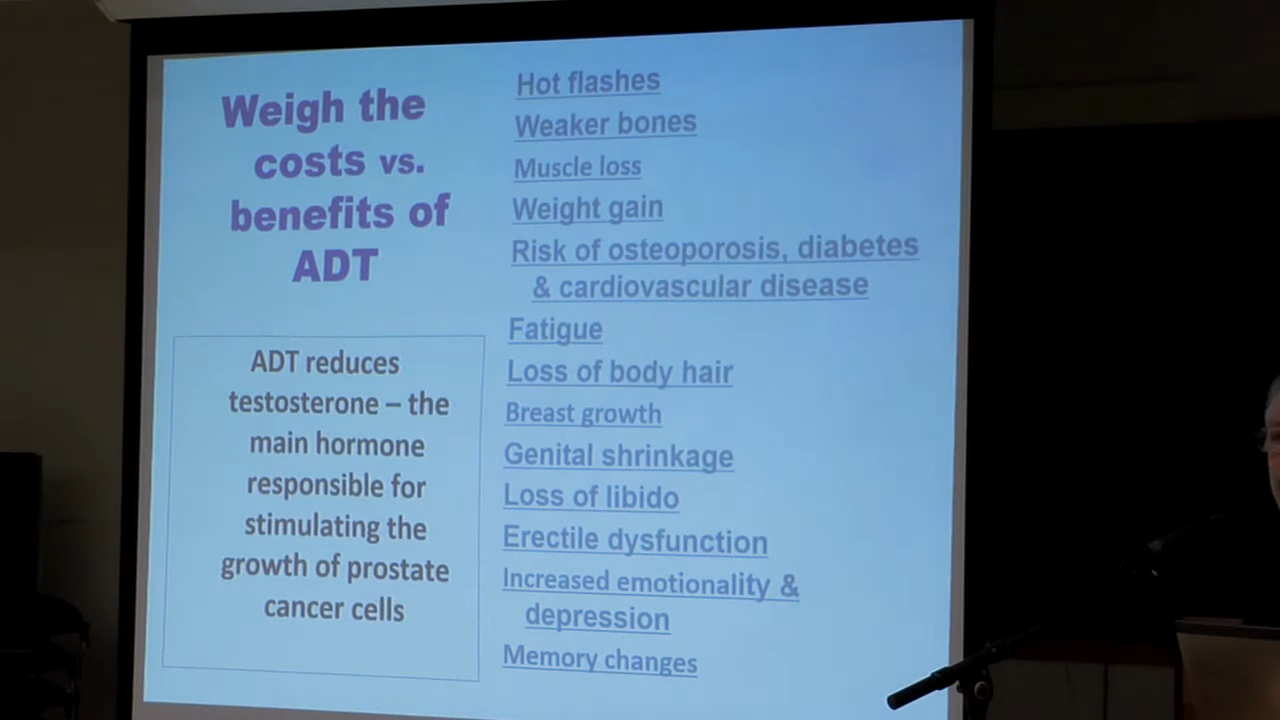 Weigh the
costs vs.
benefits of
ADT
ADT reduces
testosterone – the
main hormone
responsible for
stimulating the
growth of prostate
cancer cells
Hot flashes
Weaker bones
Muscle loss
Weight gain
Risk of osteoporosis, diabetes
& cardiovascular disease
Fatigue
Loss of body hair
Breast growth
Genital shrinkage
Loss of libido
Erectile dysfunction
Increased emotionality &
depression
Memory changes